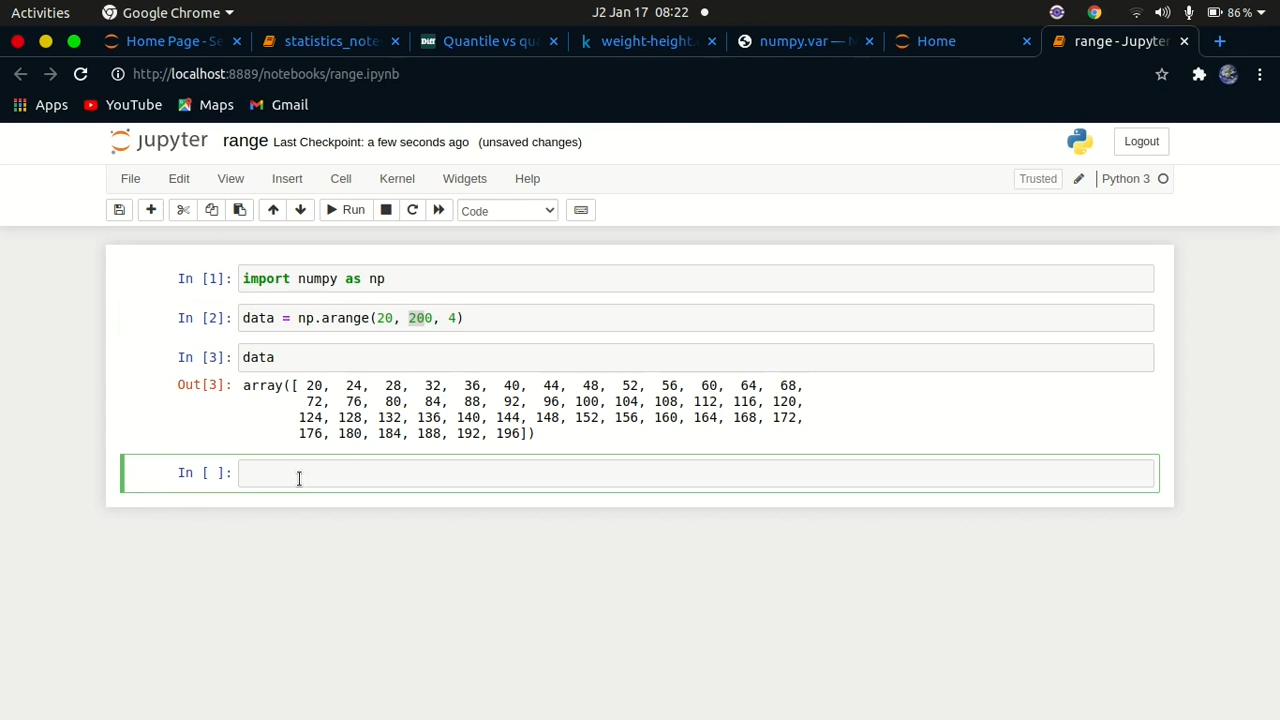 Activities Google Chrome J2 Jan 17 08:22 86%
Home Page - Se statistics_note Quantile vs qua weight-height. numpy.var — N Home range - Jupyter
http://localhost:8889/notebooks/range.ipynb
Apps YouTube Maps Gmail
jupyter range Last Checkpoint: a few seconds ago (unsaved changes) Logout
File Edit View Insert Cell Kernel Widgets Help Trusted Python 3
Run Code
In [1]: import numpy as np
In [2]: data = np.arange(20, 200, 4)
In [3]: data
Out[3]: array([ 20, 24, 28, 32, 36, 40, 44, 48, 52, 56, 60, 64, 68,
72, 76, 80, 84, 88, 92, 96, 100, 104, 108, 112, 116, 120,
124, 128, 132, 136, 140, 144, 148, 152, 156, 160, 164, 168, 172,
176, 180, 184, 188, 192, 196])
In [ ]: